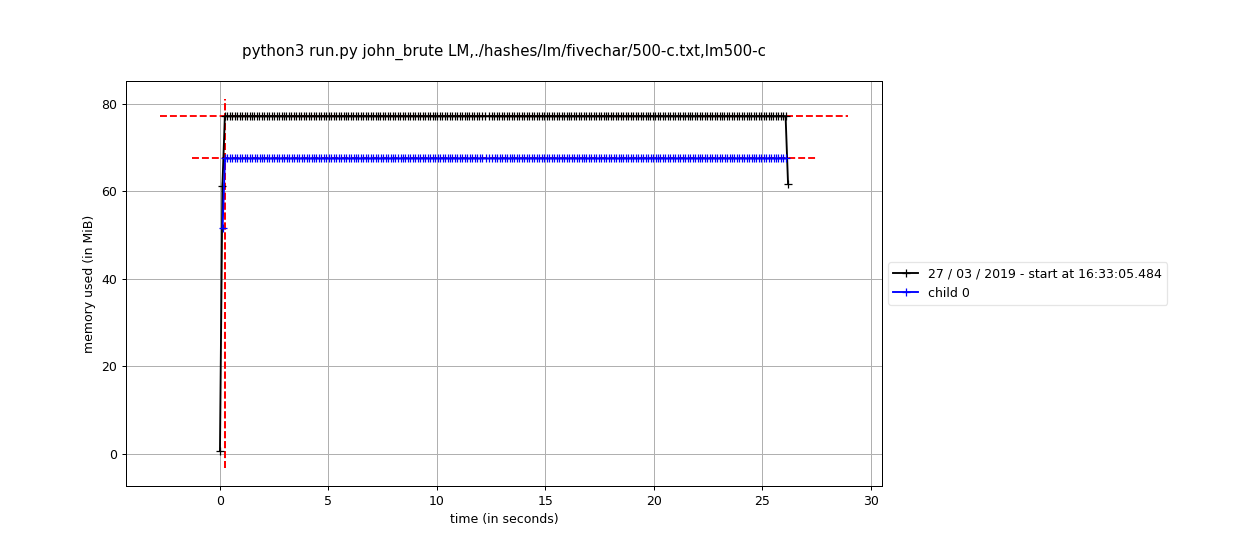 python3 run.py john_brute LM,./hashes/lm/fivechar/500-c.txt,lm500-c
80
60
40
20
0
memory used (in MiB)
0 5 10 15 20 25 30
time (in seconds)
27 / 03 / 2019 - start at 16:33:05.484
child 0